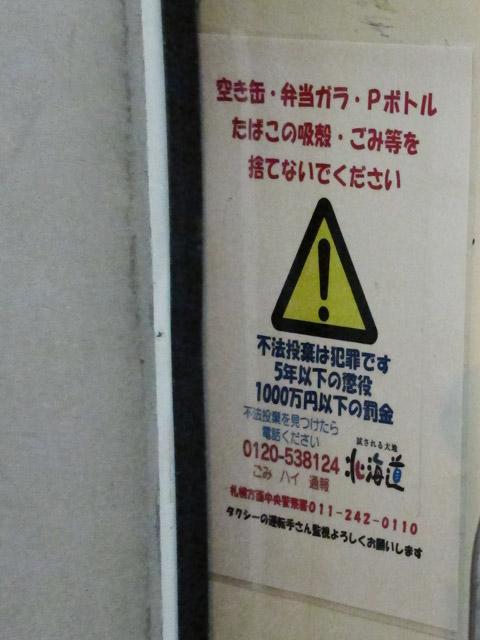 空き缶・弁当ガラ・Pボトル
たばこの吸殻・ごみ等を
捨てないでください
不法投棄は犯罪です
5年以下の懲役
1000万円以下の罰金
不法投棄を見つけたら
電話ください
0120-538124
ごみ ハイ 通報
試される大地
北海道
札幌方面中央警察署011-242-0110
タクシーの運転手さん監視よろしくお願いします